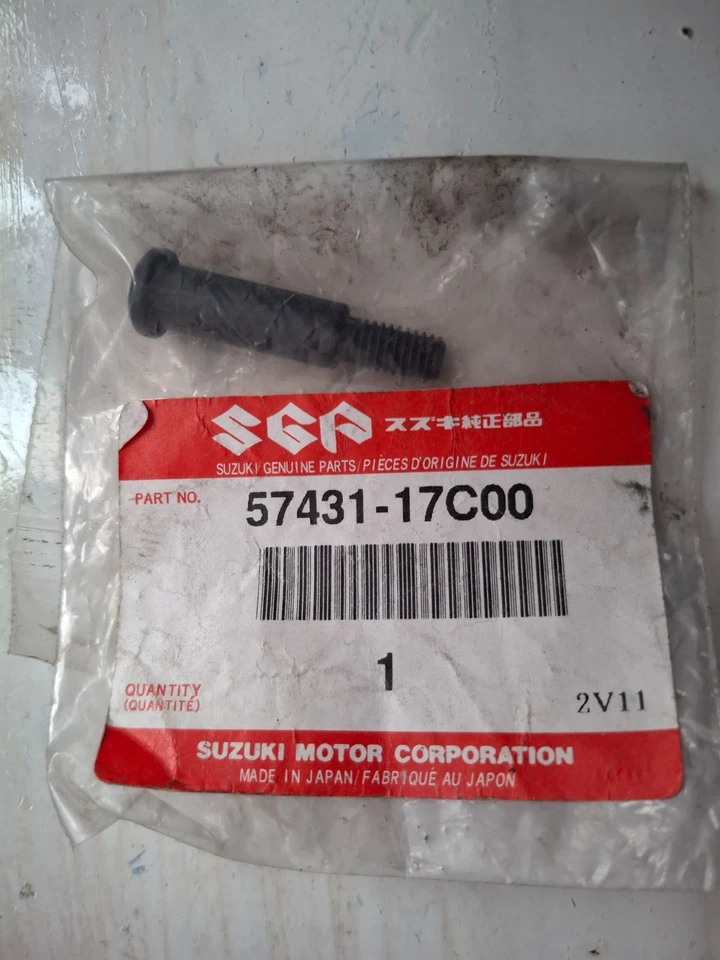 SGP スズキ純正部品
SUZUKI GENUINE PARTS/PIÈCES D'ORIGINE DE SUZUKI
PART NO. 57431-17C00
1
QUANTITY
(QUANTITÉ)
2V11
SUZUKI MOTOR CORPORATION
MADE IN JAPAN/FABRIQUÉ AU JAPON